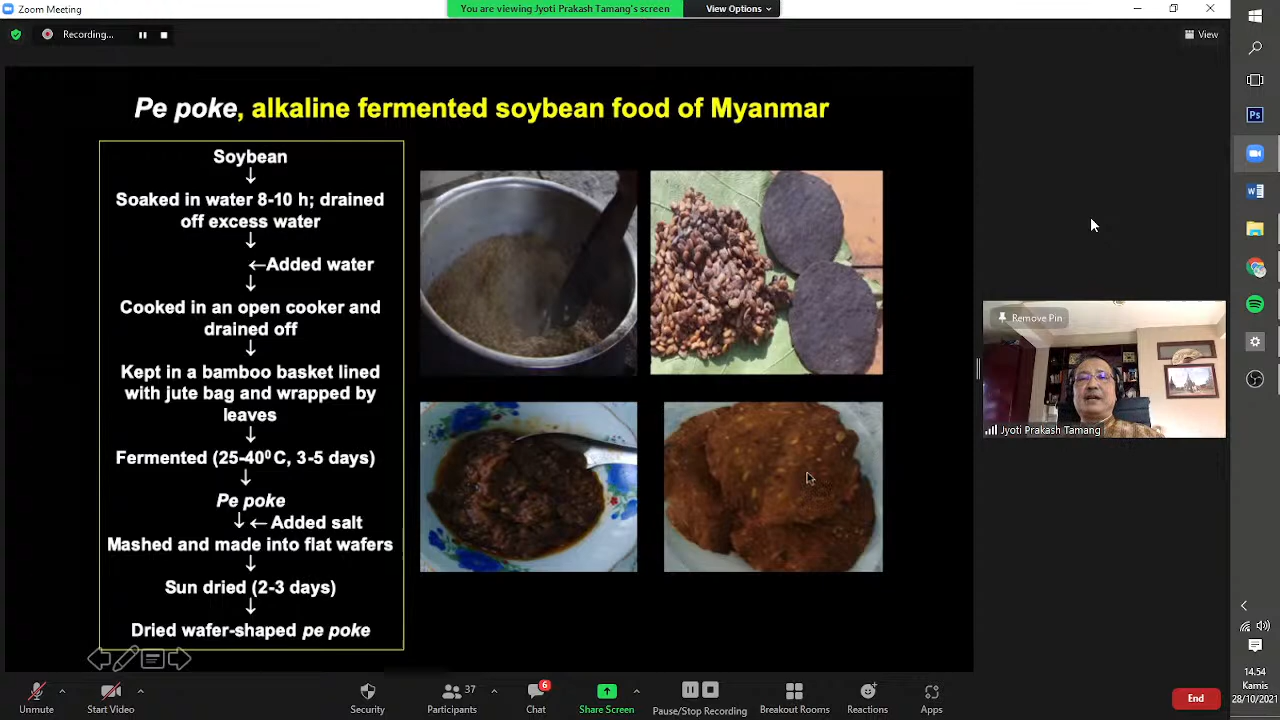 Zoom Meeting
You are viewing Jyoti Prakash Tamang's screen
View Options
Recording...
View
Pe poke, alkaline fermented soybean food of Myanmar
Soybean
↓
Soaked in water 8-10 h; drained
off excess water
↓
←Added water
↓
Cooked in an open cooker and
drained off
↓
Kept in a bamboo basket lined
with jute bag and wrapped by
leaves
↓
Fermented (25-40⁰ C, 3-5 days)
↓
Pe poke
↓ ← Added salt
Mashed and made into flat wafers
↓
Sun dried (2-3 days)
↓
Dried wafer-shaped pe poke
Remove Pin
Jyoti Prakash Tamang
Ps
W
Unmute
Start Video
Security
37
Participants
6
Chat
Share Screen
Pause/Stop Recording
Breakout Rooms
Reactions
Apps
End
14.54
Kamis
28/10/20